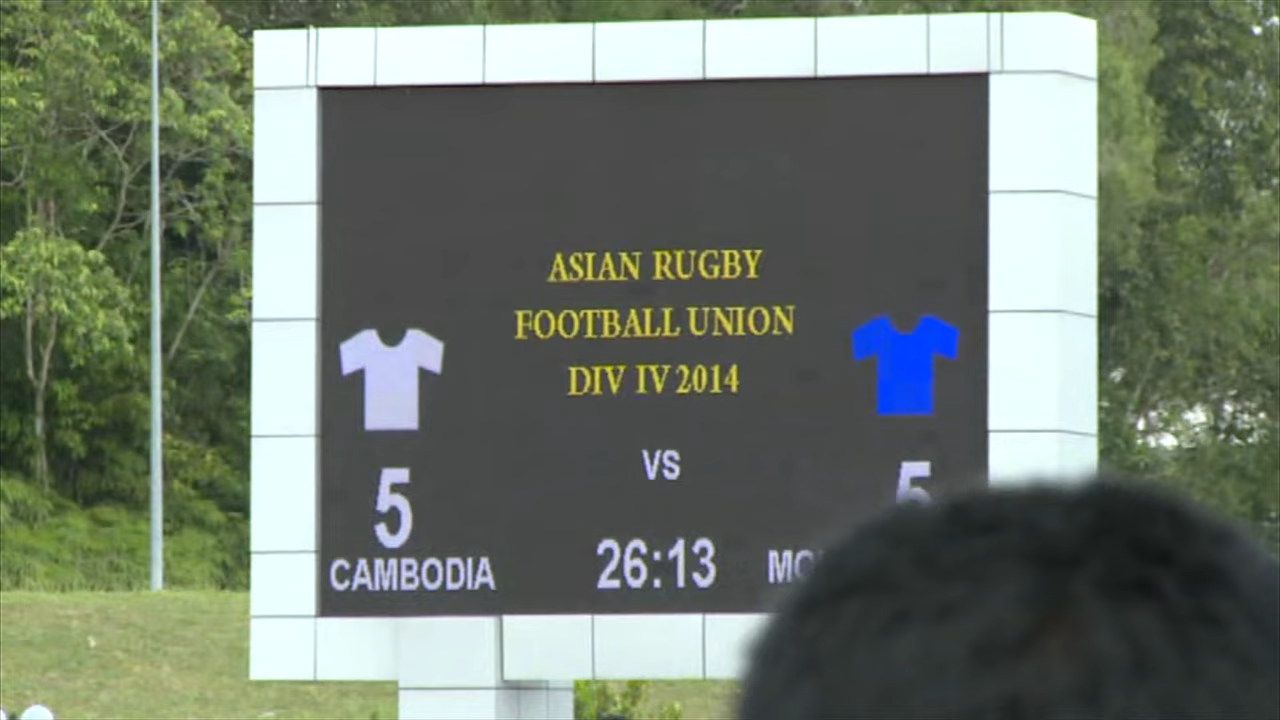 ASIAN RUGBY
FOOTBALL UNION
DIV IV 2014
VS
5
5
26:13
CAMBODIA